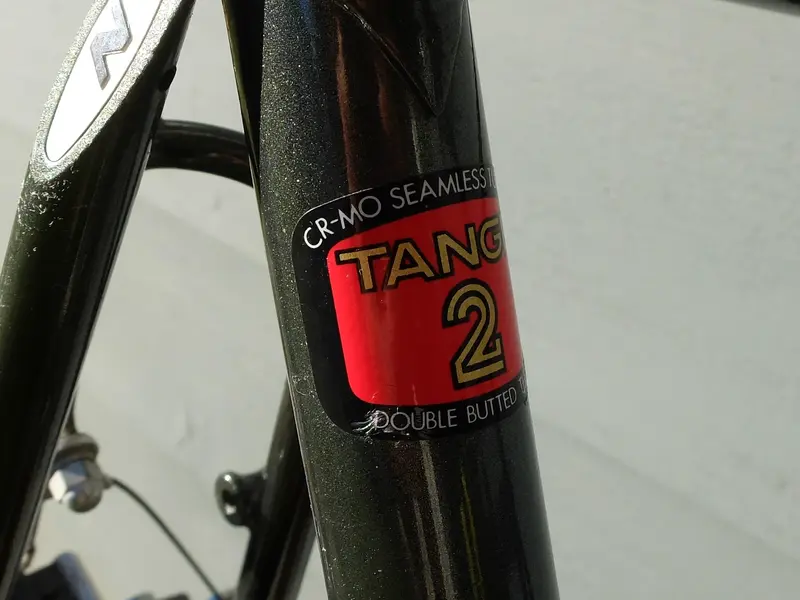 CR-MO SEAMLESS T
TANG
2
DOUBLE BUTTED T